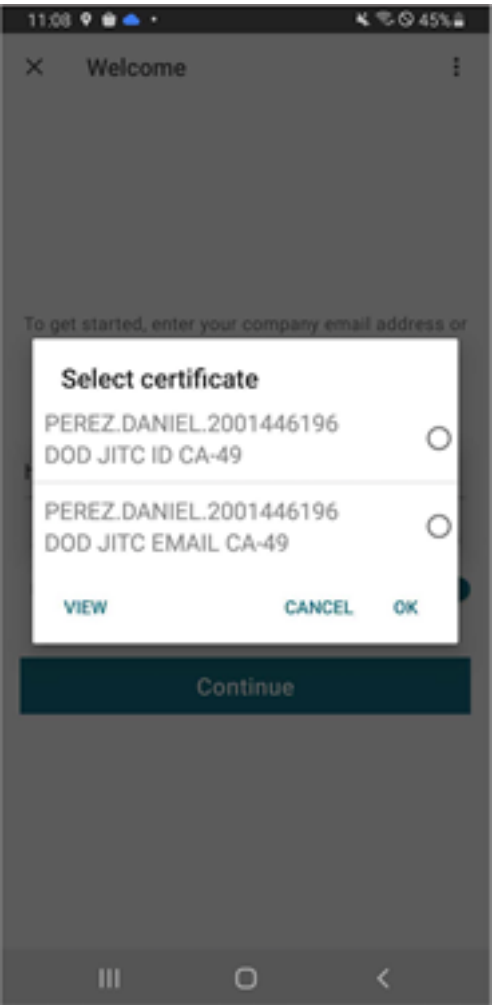 11:08 45%
Welcome
To get started, enter your company email address or
Select certificate
PEREZ.DANIEL.2001446196
DOD JITC ID CA-49
PEREZ.DANIEL.2001446196
DOD JITC EMAIL CA-49
VIEW CANCEL OK
Continue